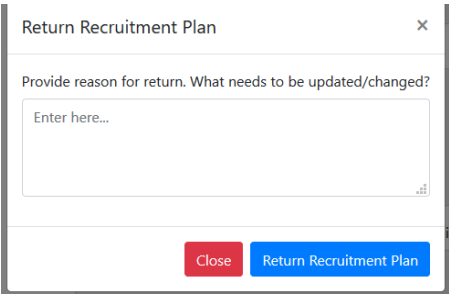 Return Recruitment Plan ×
Provide reason for return. What needs to be updated/changed?
Enter here...
Close Return Recruitment Plan